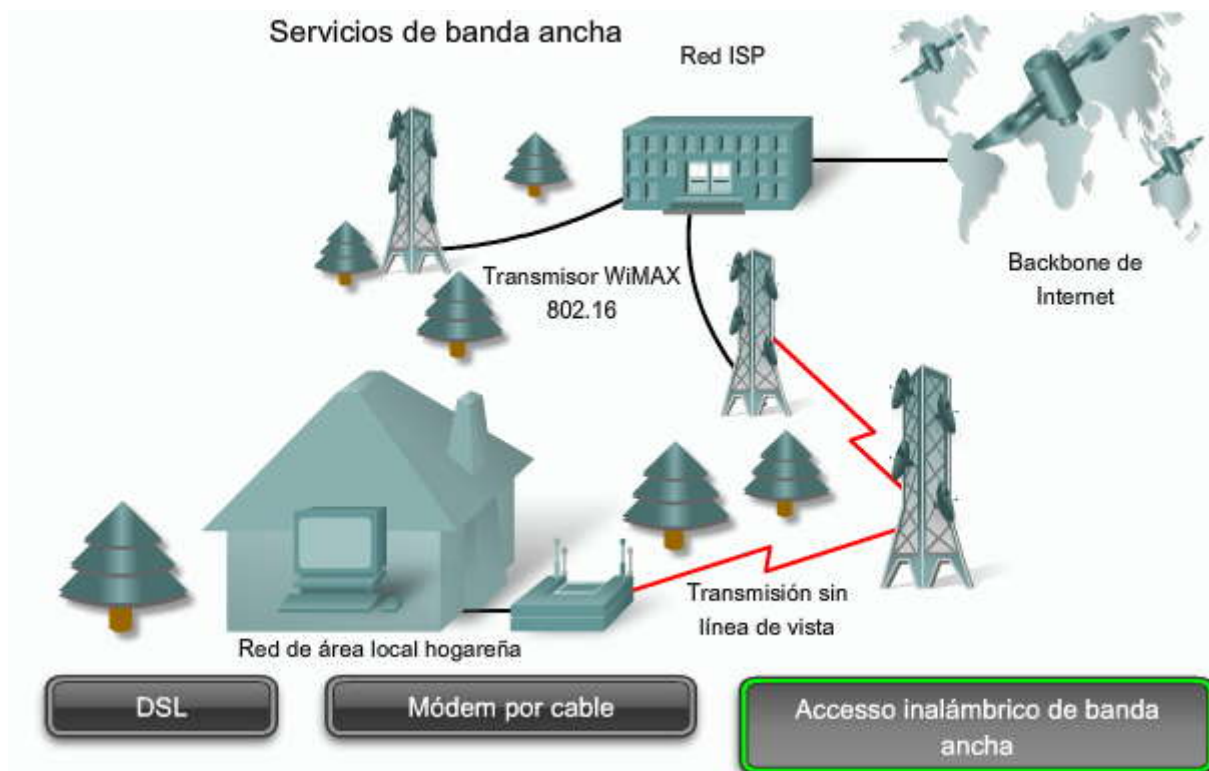 Servicios de banda ancha
Red ISP
Transmisor WiMAX
802.16
Backbone de
Internet
Transmisión sin
línea de vista
Red de área local hogareña
DSL
Módem por cable
Accesso inalámbrico de banda
ancha